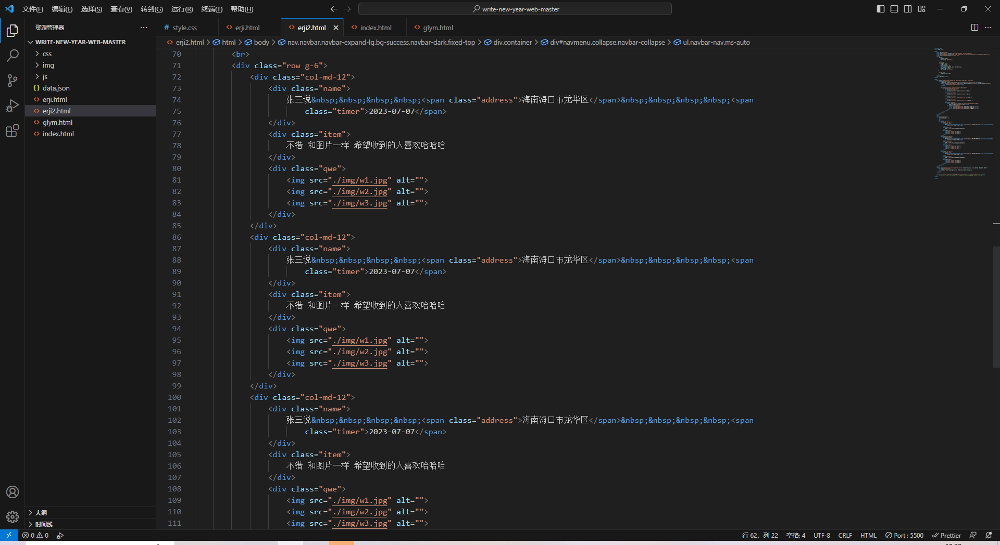 文件(F) 编辑(E) 选择(S) 查看(V) 转到(G) 运行(R) 终端(T) 帮助(H) write-new-year-web-master
资源管理器
style.css erji.html erji2.html index.html glym.html
erji2.html > html > body > nav.navbar.navbar-expand-lg.bg-success.navbar-dark.fixed-top > div.container > div#navmenu.collapse.navbar-collapse > ul.navbar-nav.ms-auto
WRITE-NEW-YEAR-WEB-MASTER
css
img
js
data.json
erji.html
erji2.html
glym.html
index.html
大纲
时间线
70 <br>
71 <div class="row g-6">
72 <div class="col-md-12">
73 <div class="name">
74 张三说&nbsp;&nbsp;&nbsp;&nbsp;<span class="address">海南海口市龙华区</span>&nbsp;&nbsp;&nbsp;&nbsp;<span
75 class="timer">2023-07-07</span>
76 </div>
77 <div class="item">
78 不错 和图片一样 希望收到的人喜欢哈哈哈
79 </div>
80 <div class="qwe">
81 <img src="./img/w1.jpg" alt="">
82 <img src="./img/w2.jpg" alt="">
83 <img src="./img/w3.jpg" alt="">
84 </div>
85 </div>
86 <div class="col-md-12">
87 <div class="name">
88 张三说&nbsp;&nbsp;&nbsp;&nbsp;<span class="address">海南海口市龙华区</span>&nbsp;&nbsp;&nbsp;&nbsp;<span
89 class="timer">2023-07-07</span>
90 </div>
91 <div class="item">
92 不错 和图片一样 希望收到的人喜欢哈哈哈
93 </div>
94 <div class="qwe">
95 <img src="./img/w1.jpg" alt="">
96 <img src="./img/w2.jpg" alt="">
97 <img src="./img/w3.jpg" alt="">
98 </div>
99 </div>
100 <div class="col-md-12">
101 <div class="name">
102 张三说&nbsp;&nbsp;&nbsp;&nbsp;<span class="address">海南海口市龙华区</span>&nbsp;&nbsp;&nbsp;&nbsp;<span
103 class="timer">2023-07-07</span>
104 </div>
105 <div class="item">
106 不错 和图片一样 希望收到的人喜欢哈哈哈
107 </div>
108 <div class="qwe">
109 <img src="./img/w1.jpg" alt="">
110 <img src="./img/w2.jpg" alt="">
111 <img src="./img/w3.jpg" alt="">
0 0 行 62，列 22 空格: 4 UTF-8 CRLF HTML Port : 5500 Prettier